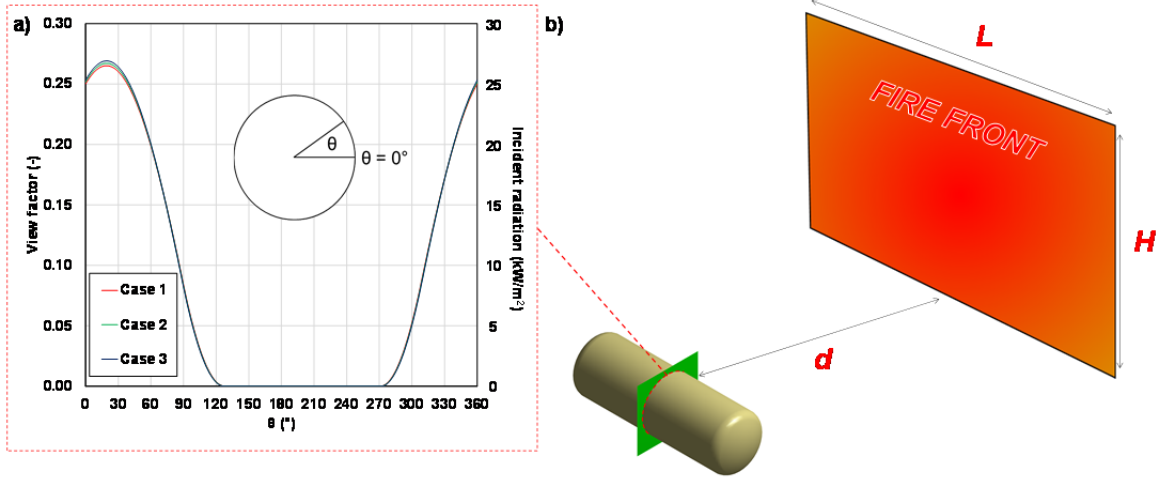 a)
0.30
0.25
0.20
0.15
0.10
0.05
0.00
View factor (-)
30
25
20
15
10
5
0
Incident radiation (kW/m²)
θ
θ = 0°
Case 1
Case 2
Case 3
0 30 60 90 120 150 180 210 240 270 300 330 360
θ (°)
b)
L
FIRE FRONT
H
d